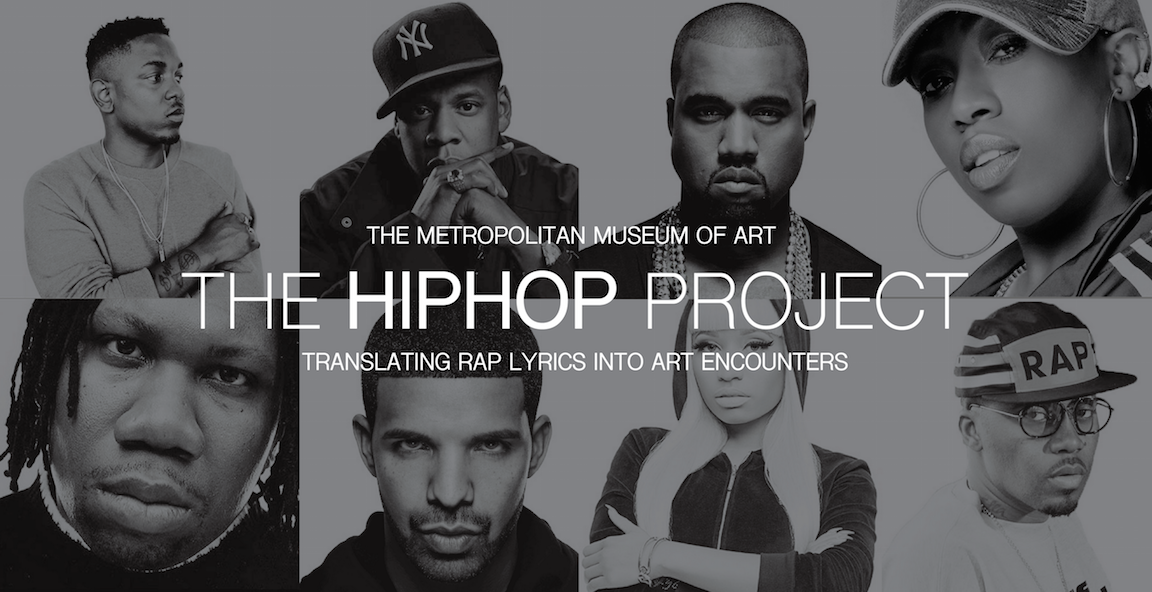 NY
THE METROPOLITAN MUSEUM OF ART
THE HIPHOP PROJECT
TRANSLATING RAP LYRICS INTO ART ENCOUNTERS
RAP